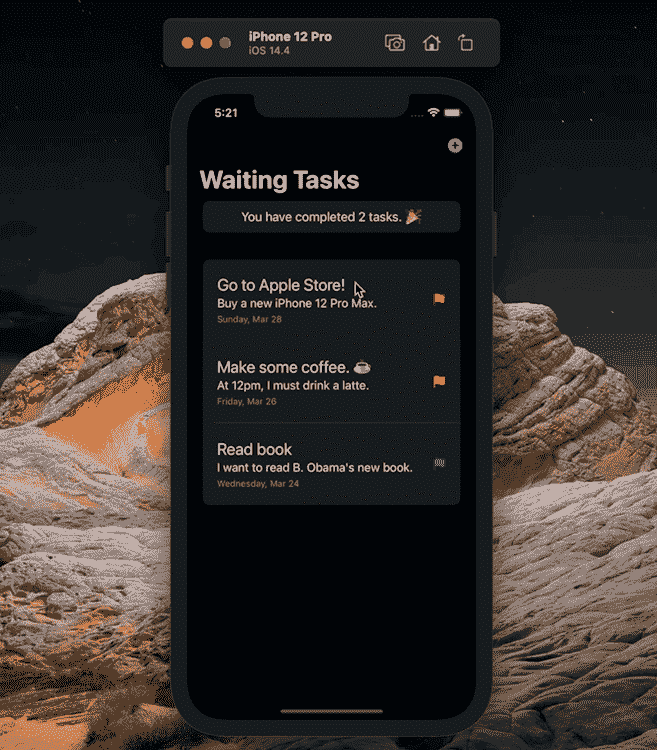 iPhone 12 Pro
iOS 14.4
5:21
Waiting Tasks
You have completed 2 tasks. 🎉
Go to Apple Store!
Buy a new iPhone 12 Pro Max.
Sunday, Mar 28
Make some coffee. ☕
At 12pm, I must drink a latte.
Friday, Mar 26
Read book
I want to read B. Obama's new book.
Wednesday, Mar 24